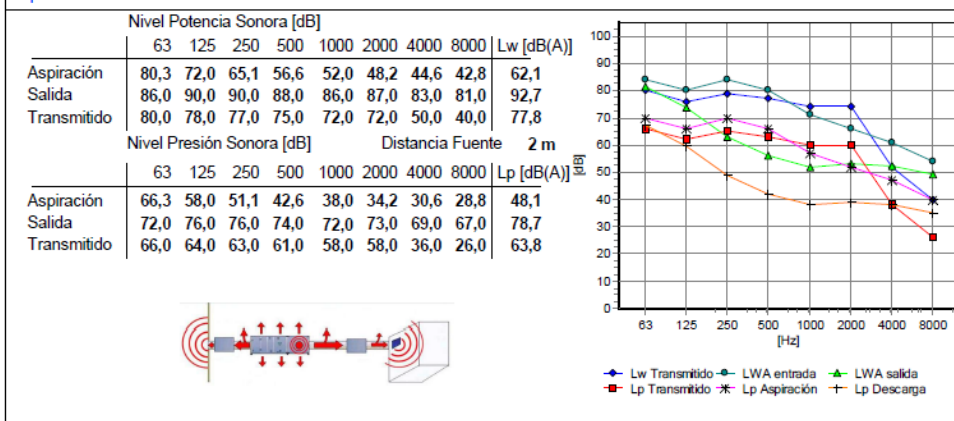 Nivel Potencia Sonora [dB]
63 125 250 500 1000 2000 4000 8000 Lw [dB(A)]
Aspiración 80,3 72,0 65,1 56,6 52,0 48,2 44,6 42,8 62,1
Salida 86,0 90,0 90,0 88,0 86,0 87,0 83,0 81,0 92,7
Transmitido 80,0 78,0 77,0 75,0 72,0 72,0 50,0 40,0 77,8
Nivel Presión Sonora [dB] Distancia Fuente 2 m
63 125 250 500 1000 2000 4000 8000 Lp [dB(A)]
Aspiración 66,3 58,0 51,1 42,6 38,0 34,2 30,6 28,8 48,1
Salida 72,0 76,0 76,0 74,0 72,0 73,0 69,0 67,0 78,7
Transmitido 66,0 64,0 63,0 61,0 58,0 58,0 36,0 26,0 63,8
100
90
80
70
60
50
40
30
20
10
0
[dB]
63 125 250 500 1000 2000 4000 8000
[Hz]
Lw Transmitido LWA entrada LWA salida
Lp Transmitido Lp Aspiración Lp Descarga